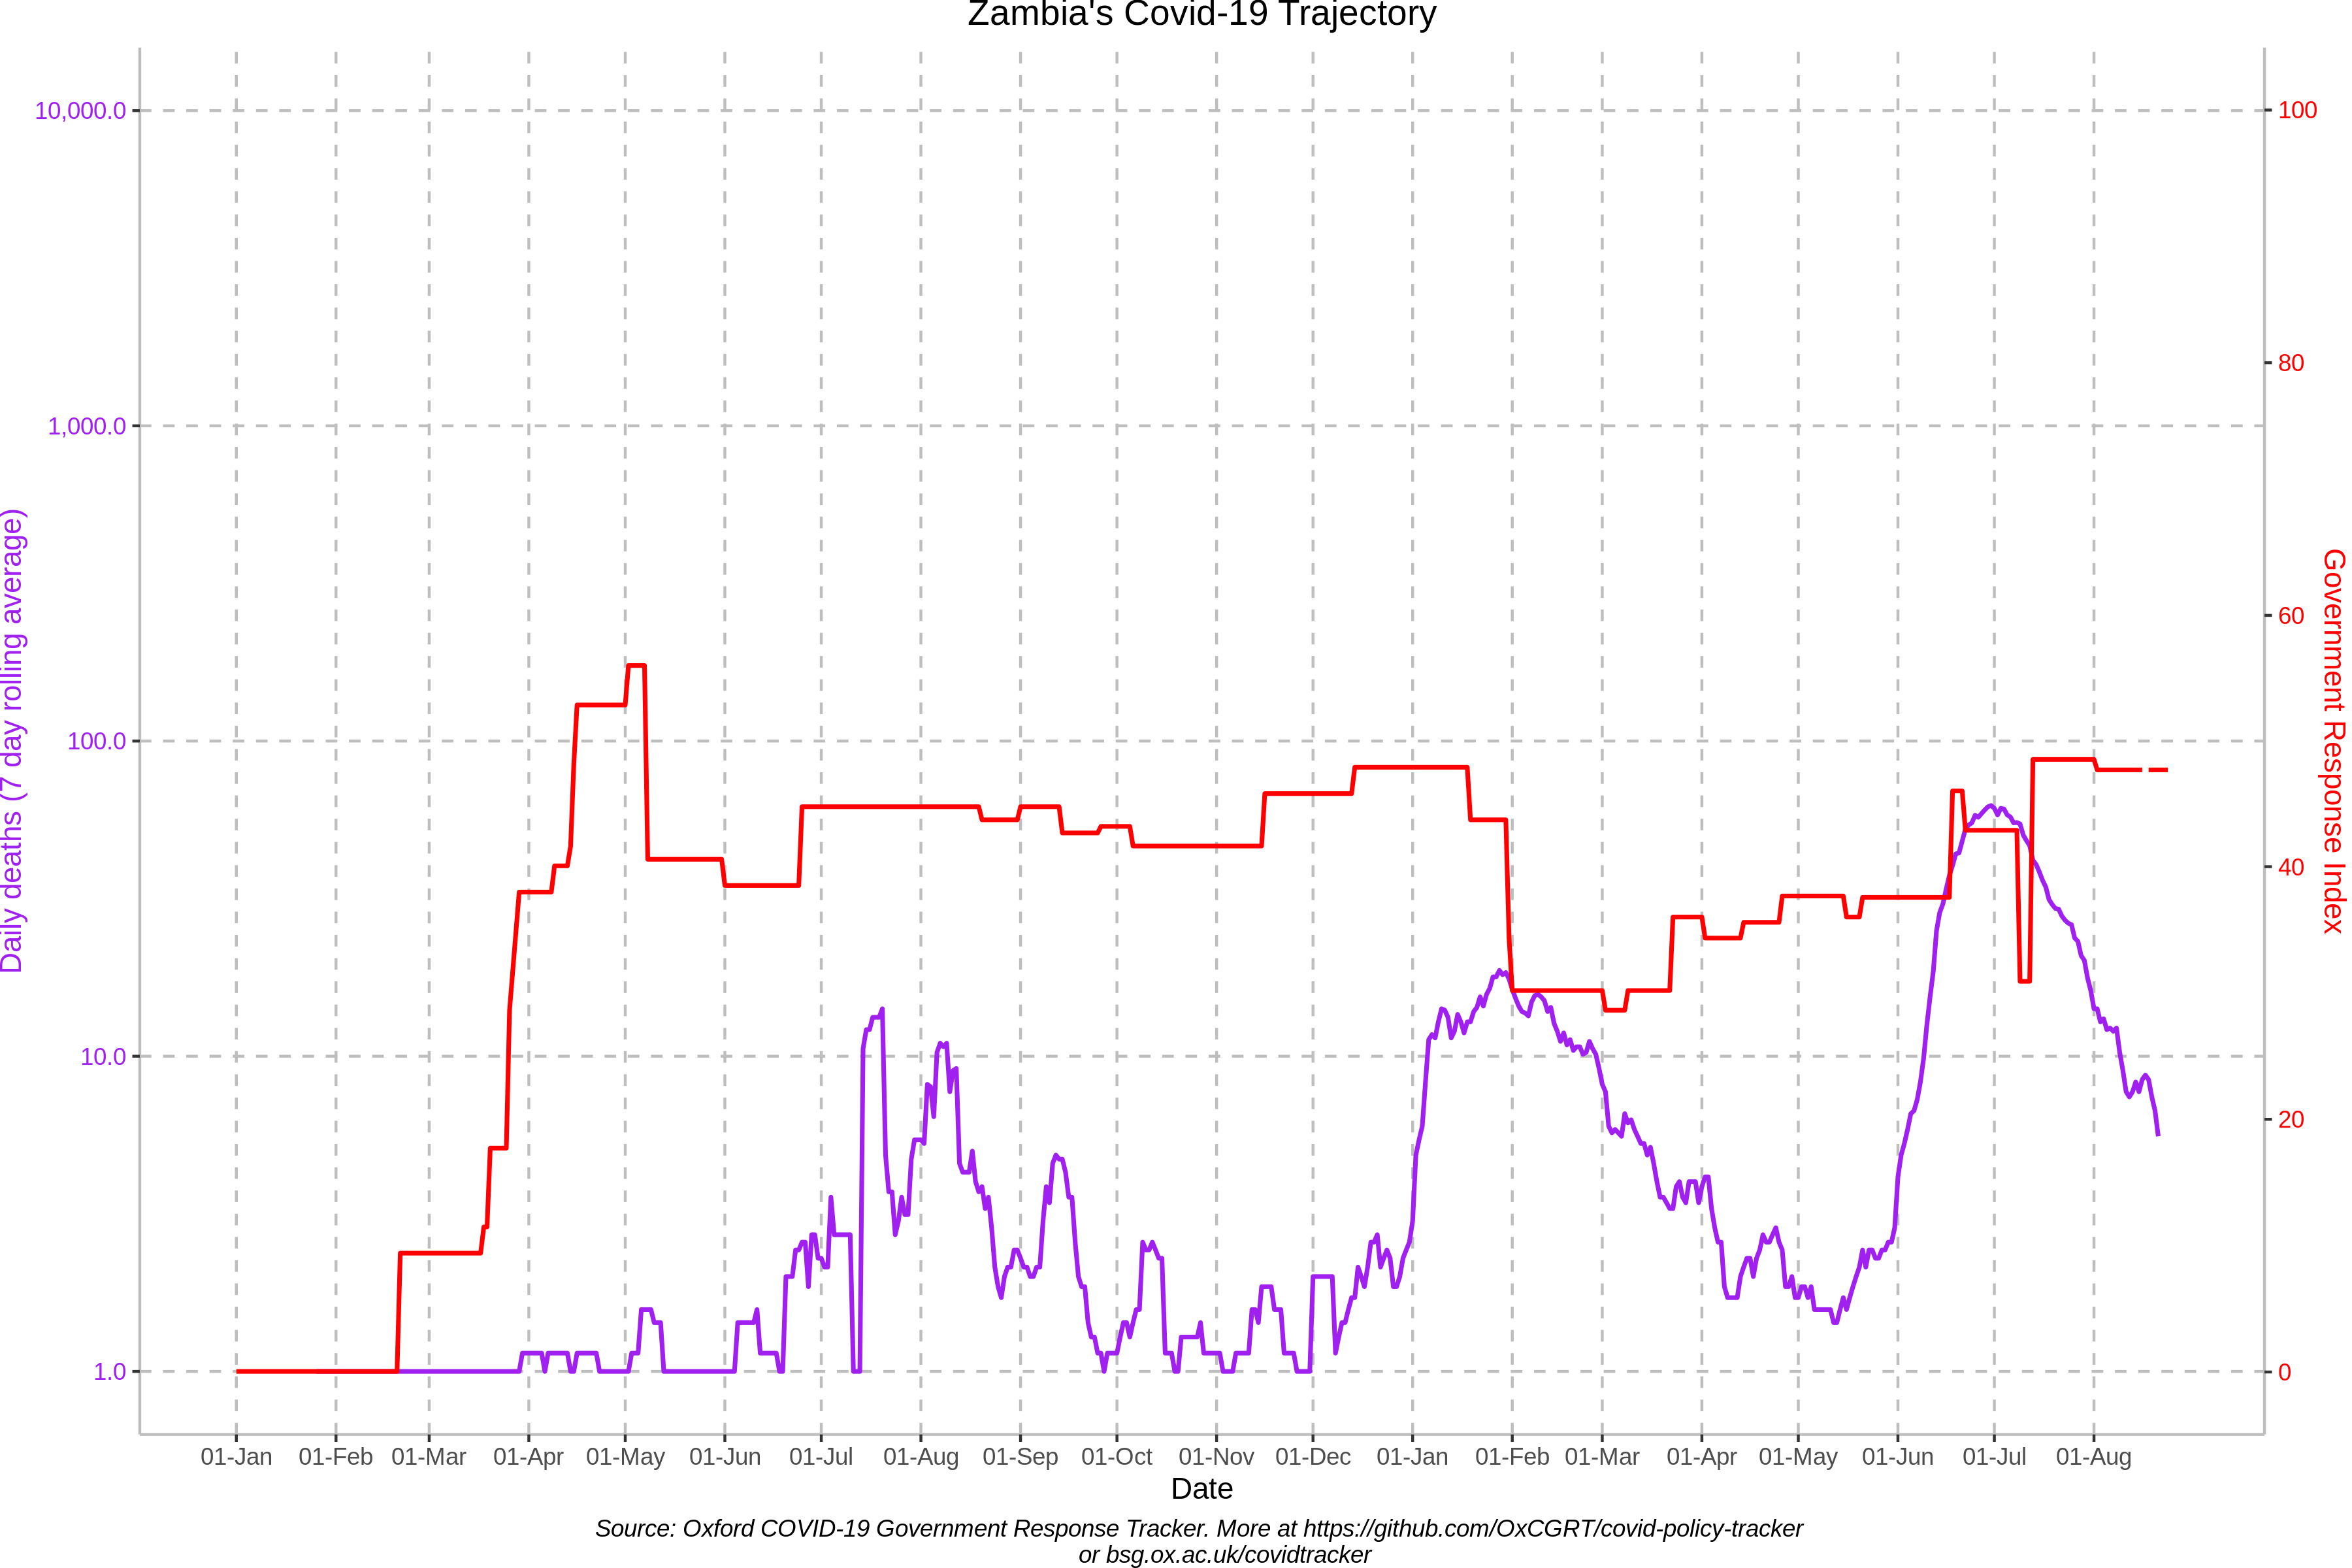 Zambia's Covid-19 Trajectory
10,000.0
1,000.0
100.0
10.0
1.0
Daily deaths (7 day rolling average)
100
80
60
40
20
0
Government Response Index
01-Jan 01-Feb 01-Mar 01-Apr 01-May 01-Jun 01-Jul 01-Aug 01-Sep 01-Oct 01-Nov 01-Dec 01-Jan 01-Feb 01-Mar 01-Apr 01-May 01-Jun 01-Jul 01-Aug
Date
Source: Oxford COVID-19 Government Response Tracker. More at https://github.com/OxCGRT/covid-policy-tracker
or bsg.ox.ac.uk/covidtracker